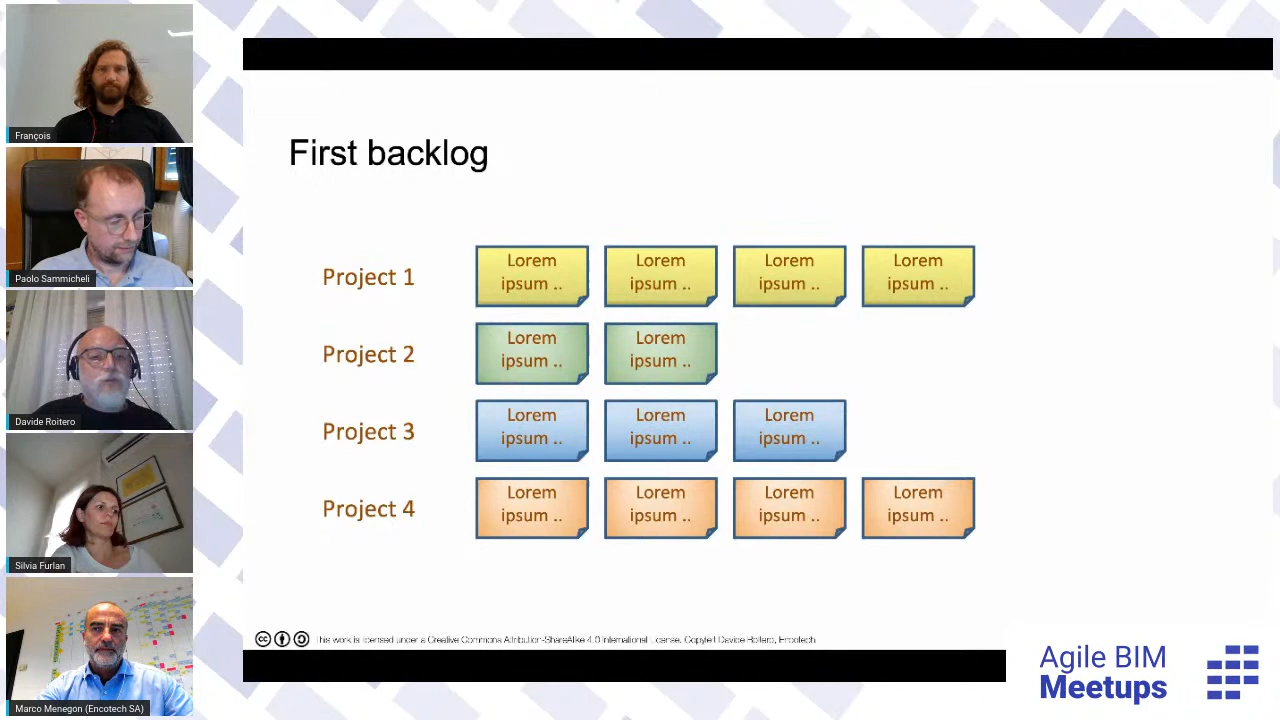 François
Paolo Sammicheli
Davide Roitero
Silvia Furlan
Marco Menegon (Encotech SA)
First backlog
Project 1
Lorem
ipsum ..
Lorem
ipsum ..
Lorem
ipsum ..
Lorem
ipsum ..
Project 2
Lorem
ipsum ..
Lorem
ipsum ..
Project 3
Lorem
ipsum ..
Lorem
ipsum ..
Lorem
ipsum ..
Project 4
Lorem
ipsum ..
Lorem
ipsum ..
Lorem
ipsum ..
Lorem
ipsum ..
This work is licensed under a Creative Commons Attribution-ShareAlike 4.0 International License. Davide Roitero,
Agile BIM
Meetups